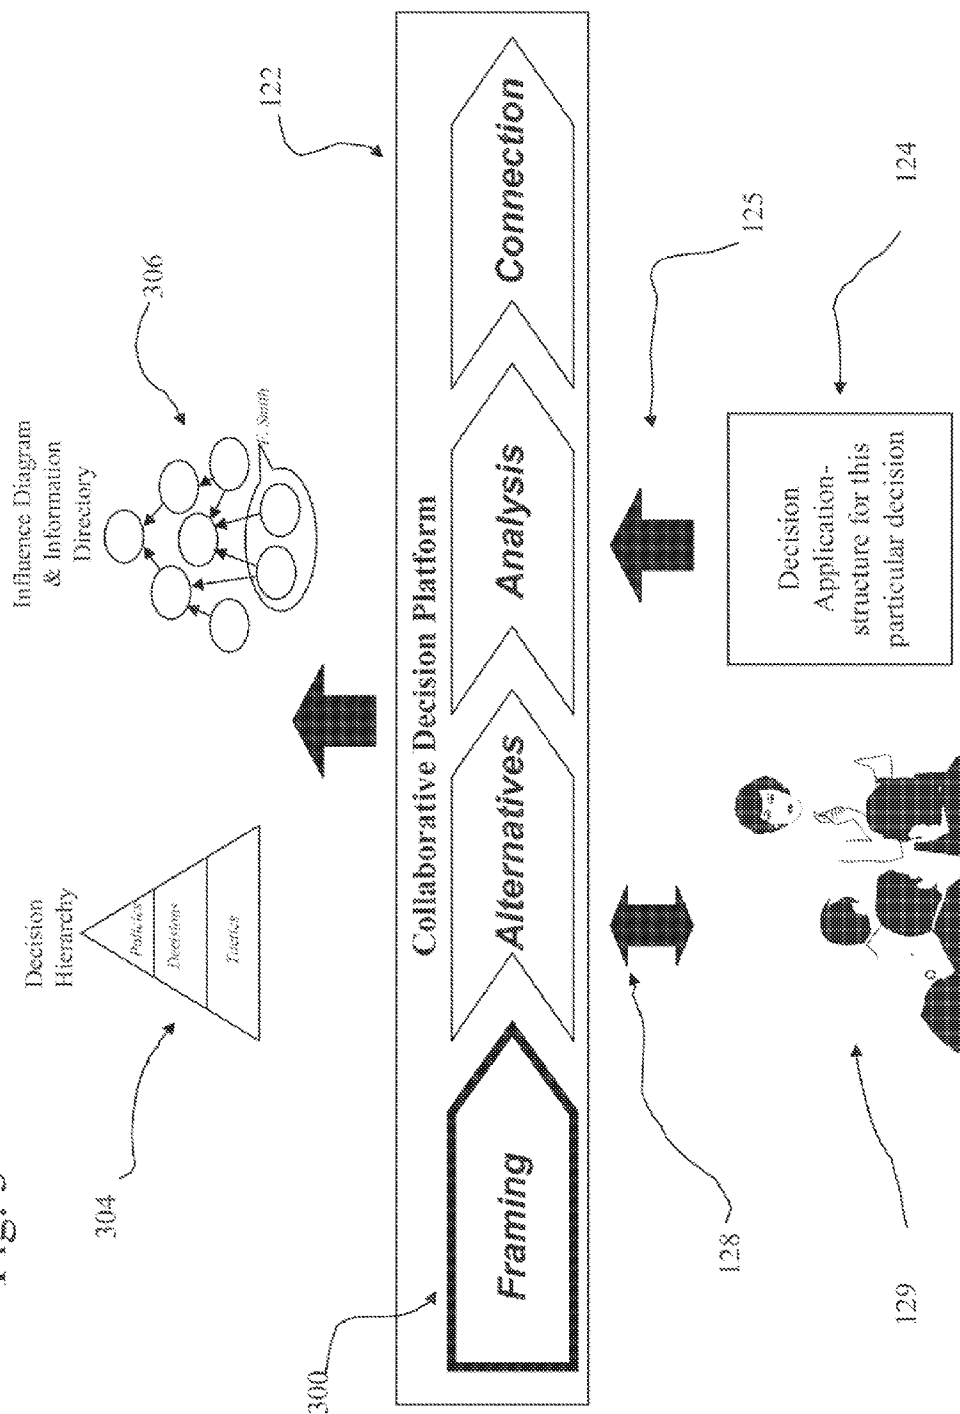 Decision
Hierarchy
Policies
Decisions
Tactics
304
Influence Diagram
& Information
Directory
306
122
Collaborative Decision Platform
Framing
Alternatives
Analysis
Connection
300
128
125
129
Decision
Application-
structure for this
particular decision
124